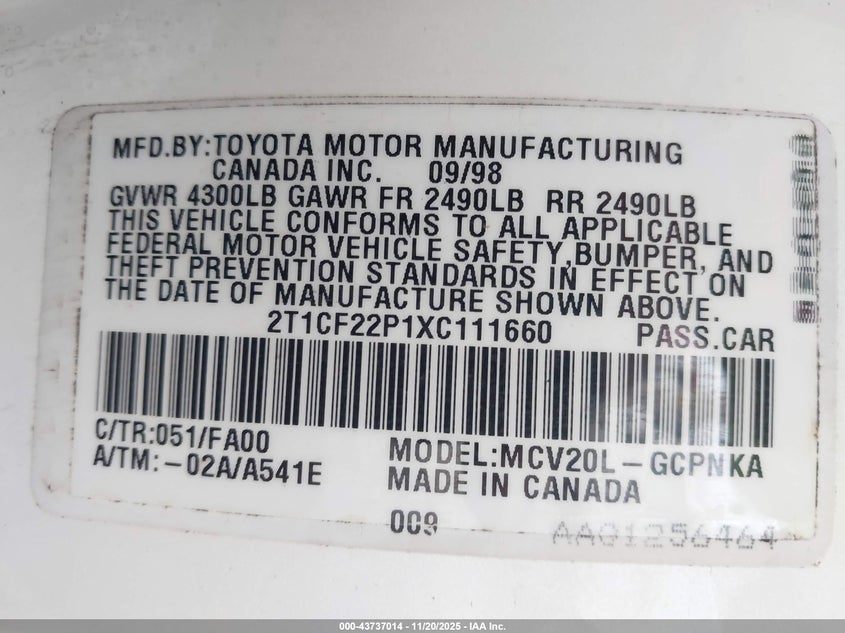 MFD.BY:TOYOTA MOTOR MANUFACTURING
CANADA INC. 09/98
GVWR 4300LB GAWR FR 2490LB RR 2490LB
THIS VEHICLE CONFORMS TO ALL APPLICABLE
FEDERAL MOTOR VEHICLE SAFETY,BUMPER, AND
THEFT PREVENTION STANDARDS IN EFFECT ON
THE DATE OF MANUFACTURE SHOWN ABOVE.
2T1CF22P1XC111660 PASS.CAR
C/TR:051/FA00
A/TM:-02A/A541E
MODEL:MCV20L-GCPNKA
MADE IN CANADA
009
AA01256464
000-43737014 - 11/20/2025 - IAA Inc.